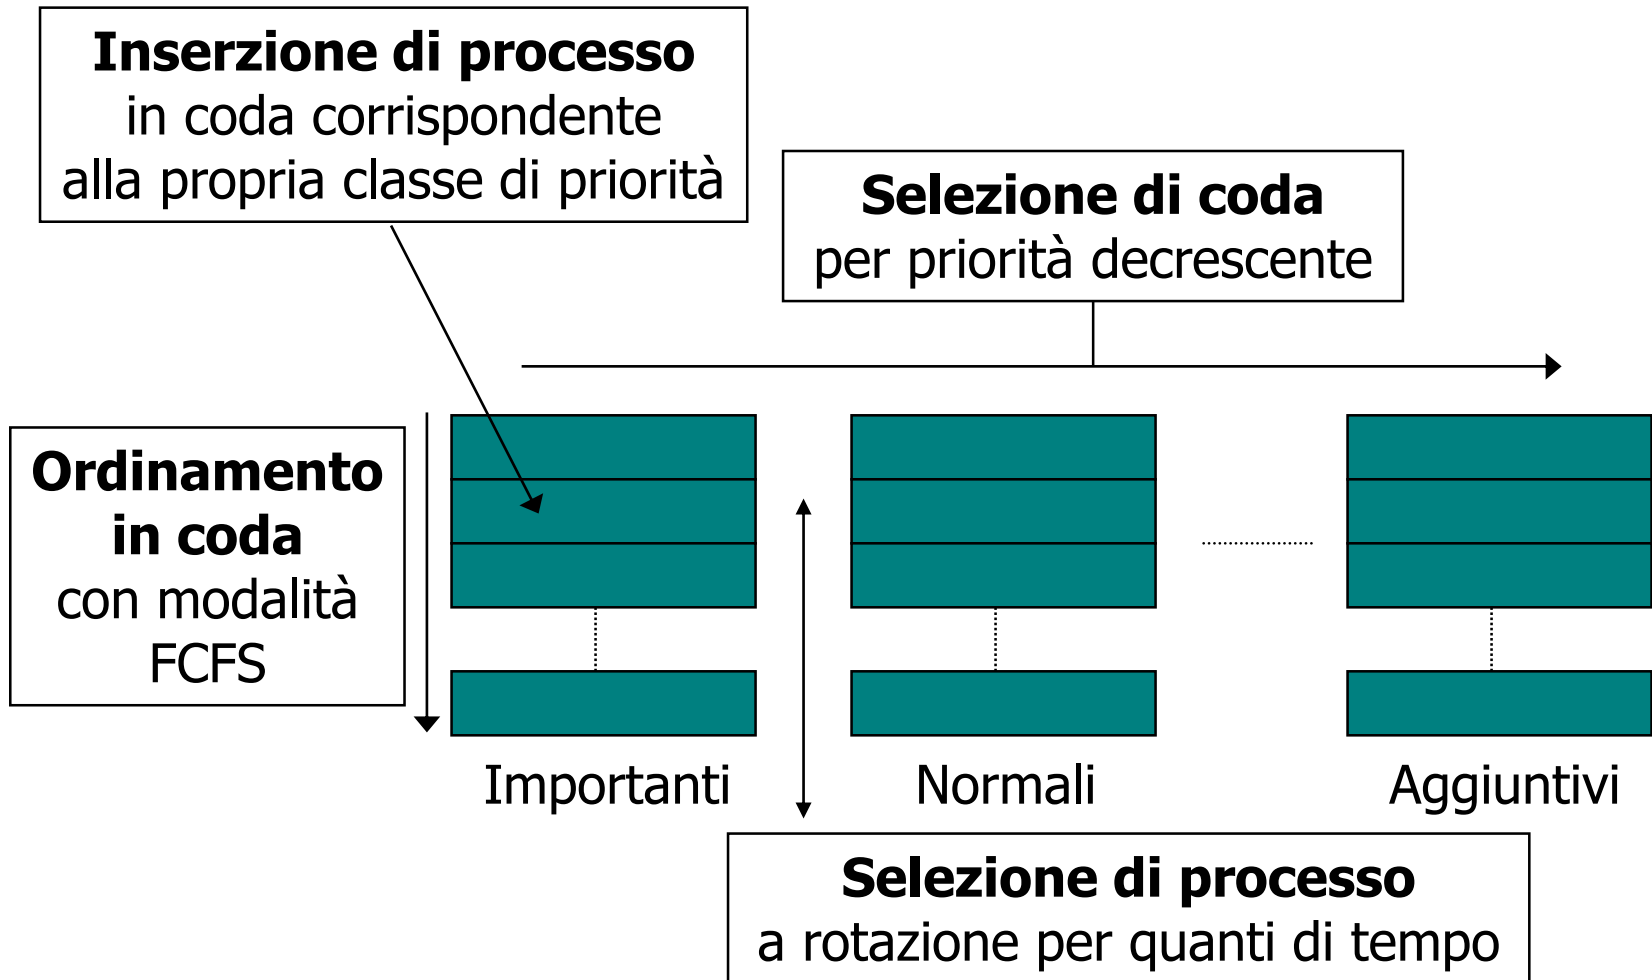 Inserzione di processo
in coda corrispondente
alla propria classe di priorità
Selezione di coda
per priorità decrescente
Ordinamento
in coda
con modalità
FCFS
Importanti
Normali
Aggiuntivi
Selezione di processo
a rotazione per quanti di tempo